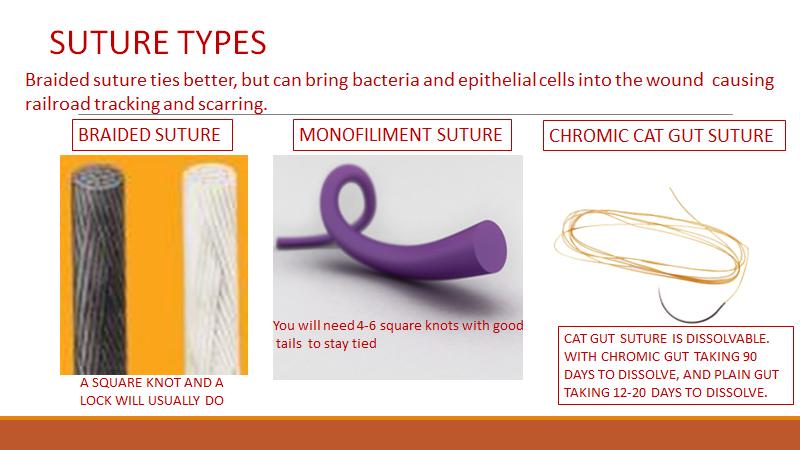 SUTURE TYPES
Braided suture ties better, but can bring bacteria and epithelial cells into the wound causing
railroad tracking and scarring.
BRAIDED SUTURE
MONOFILIMENT SUTURE
CHROMIC CAT GUT SUTURE
You will need 4-6 square knots with good
tails to stay tied
A SQUARE KNOT AND A
LOCK WILL USUALLY DO
CAT GUT SUTURE IS DISSOLVABLE.
WITH CHROMIC GUT TAKING 90
DAYS TO DISSOLVE, AND PLAIN GUT
TAKING 12-20 DAYS TO DISSOLVE.